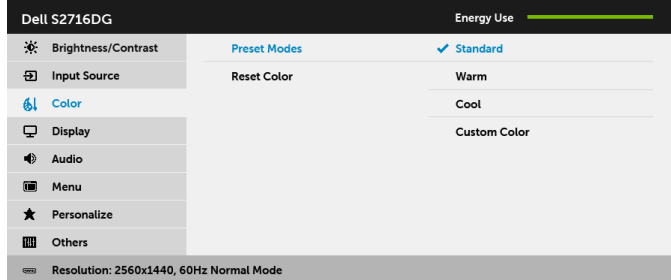 Dell S2716DG Energy Use
Brightness/Contrast Preset Modes Standard
Input Source Reset Color Warm
Color Cool
Display Custom Color
Audio
Menu
Personalize
Others
Resolution: 2560x1440, 60Hz Normal Mode